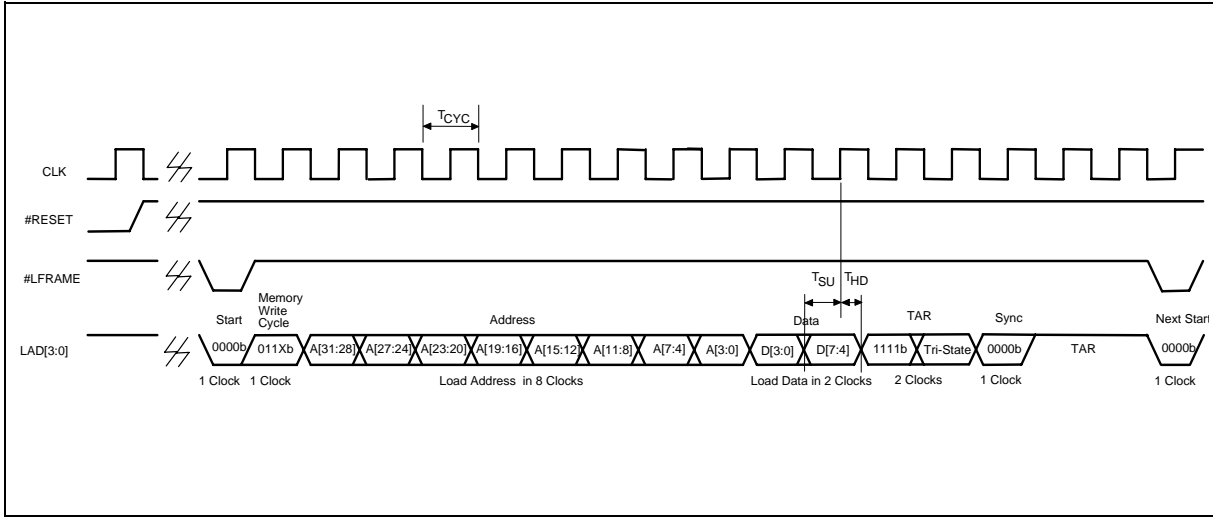 TCYC
CLK
#RESET
#LFRAME
TSU THD
Start Memory Write Cycle Address Data TAR Sync Next Start
LAD[3:0] 0000b 011Xb A[31:28] A[27:24] A[23:20] A[19:16] A[15:12] A[11:8] A[7:4] A[3:0] D[3:0] D[7:4] 1111b Tri-State 0000b TAR 0000b
1 Clock 1 Clock Load Address in 8 Clocks Load Data in 2 Clocks 2 Clocks 1 Clock 1 Clock